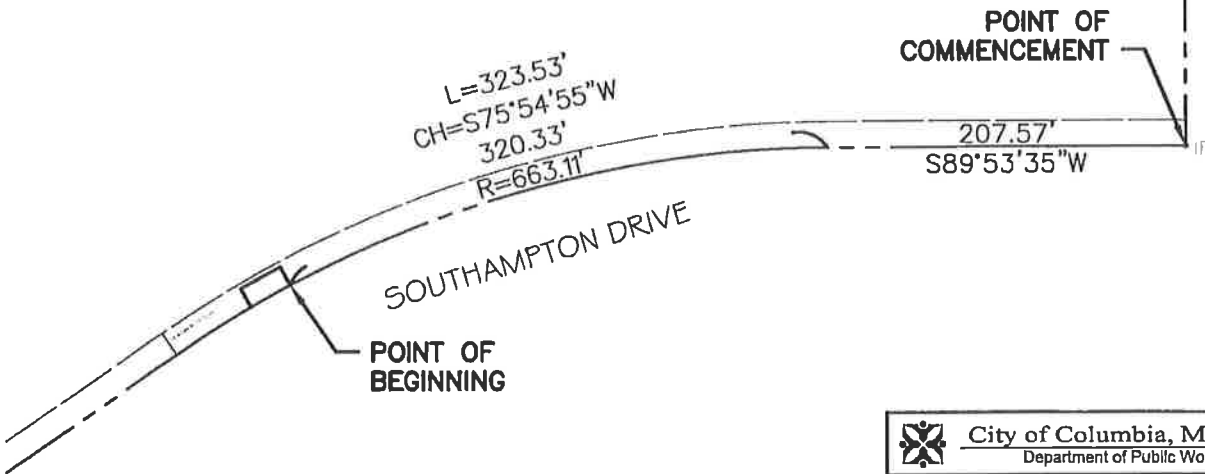 POINT OF
COMMENCEMENT
L=323.53'
CH=S75°54'55"W
320.33'
R=663.11'
207.57'
S89°53'35"W
SOUTHAMPTON DRIVE
POINT OF
BEGINNING
City of Columbia, M
Department of Public Wo